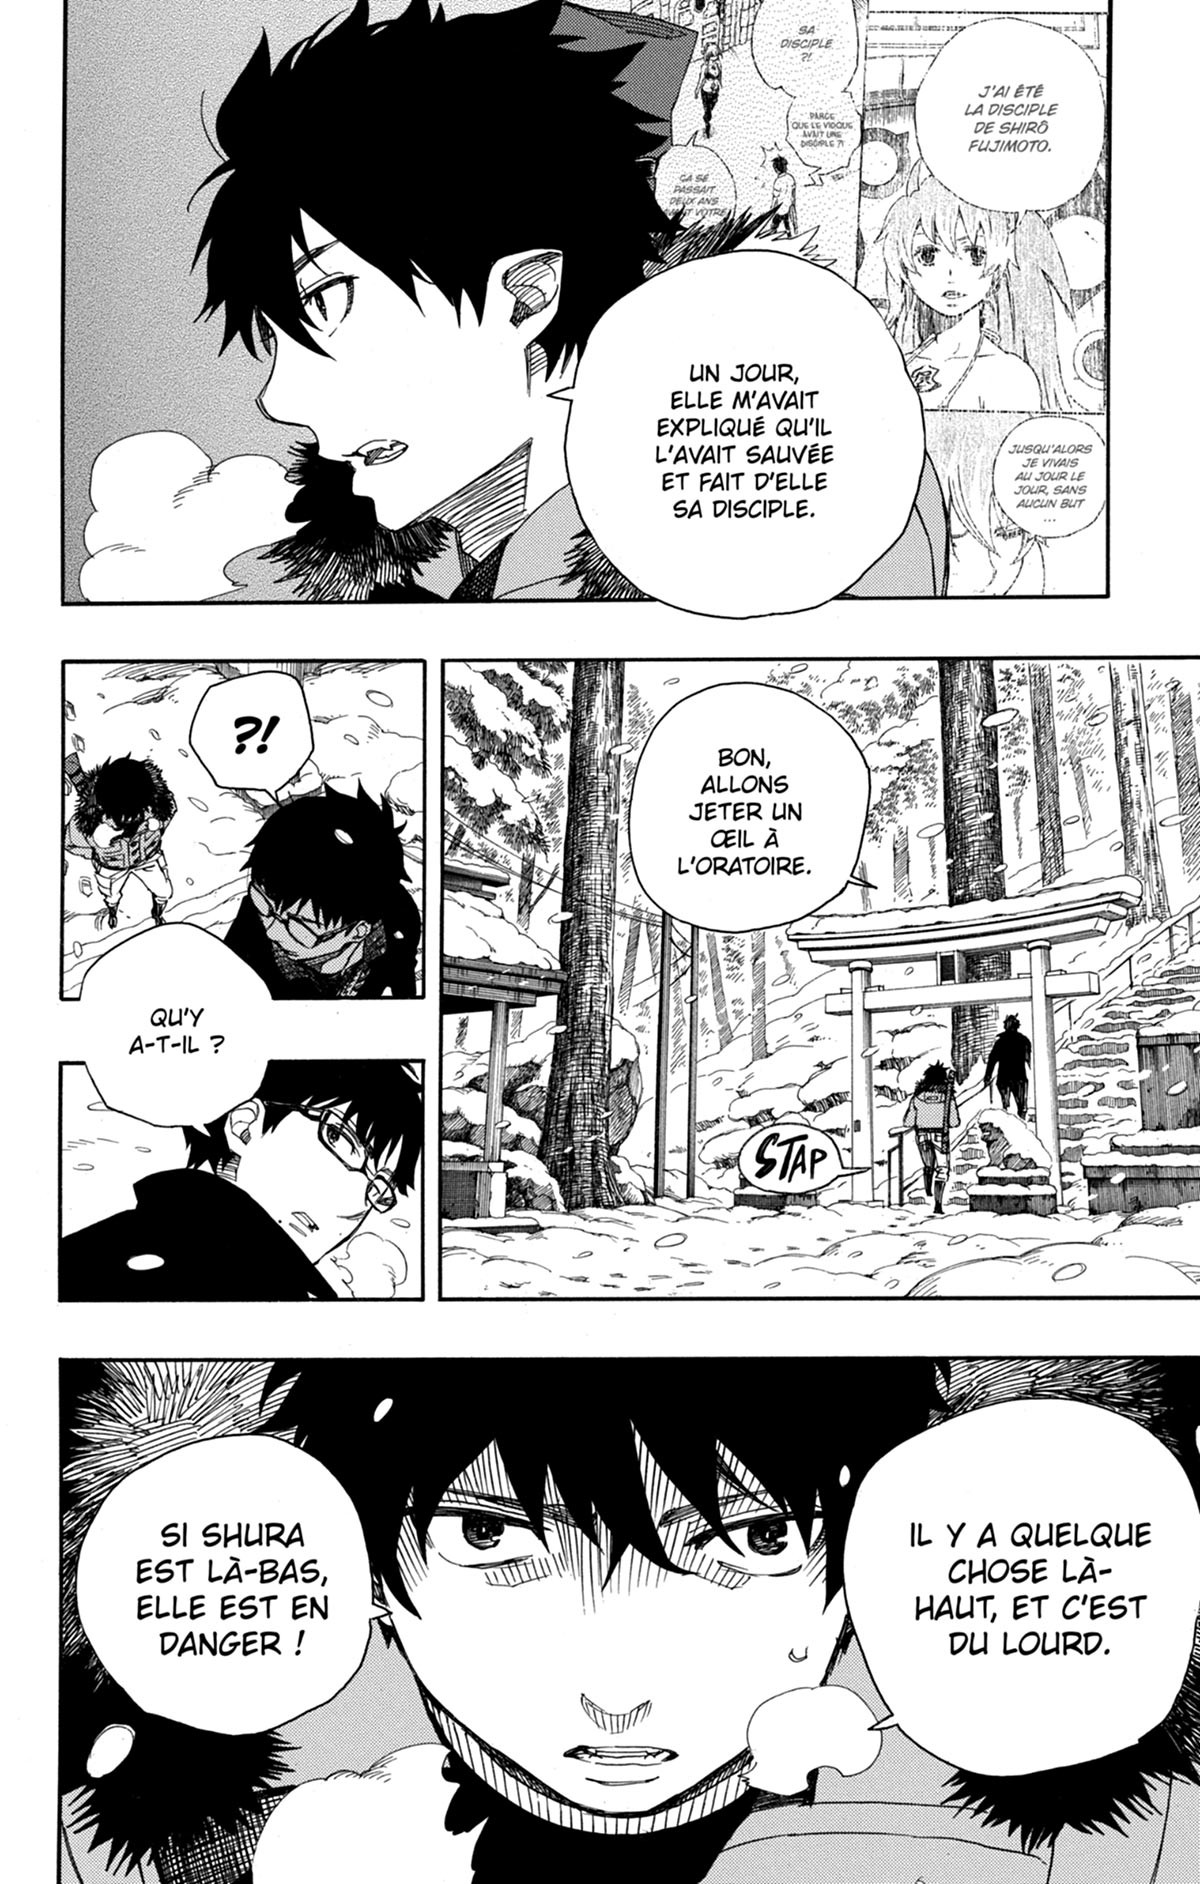 J'AI ÉTÉ
LA DISCIPLE
DE SHIRÔ
FUJIMOTO.
SA
DISCIPLE
?!
PARCE
QUE LE VIOQUE
AVAIT UNE
DISCIPLE ?!
ÇA SE
PASSAIT
DEUX ANS
VOTRE
JUSQU'ALORS
JE VIVAIS
AU JOUR LE
JOUR, SANS
AUCUN BUT
...
UN JOUR,
ELLE M'AVAIT
EXPLIQUÉ QU'IL
L'AVAIT SAUVÉE
ET FAIT D'ELLE
SA DISCIPLE.
BON,
ALLONS
JETER UN
ŒIL À
L'ORATOIRE.
STAP
?!
QU'Y
A-T-IL ?
IL Y A QUELQUE
CHOSE LÀ-
HAUT, ET C'EST
DU LOURD.
SI SHURA
EST LÀ-BAS,
ELLE EST EN
DANGER !
6